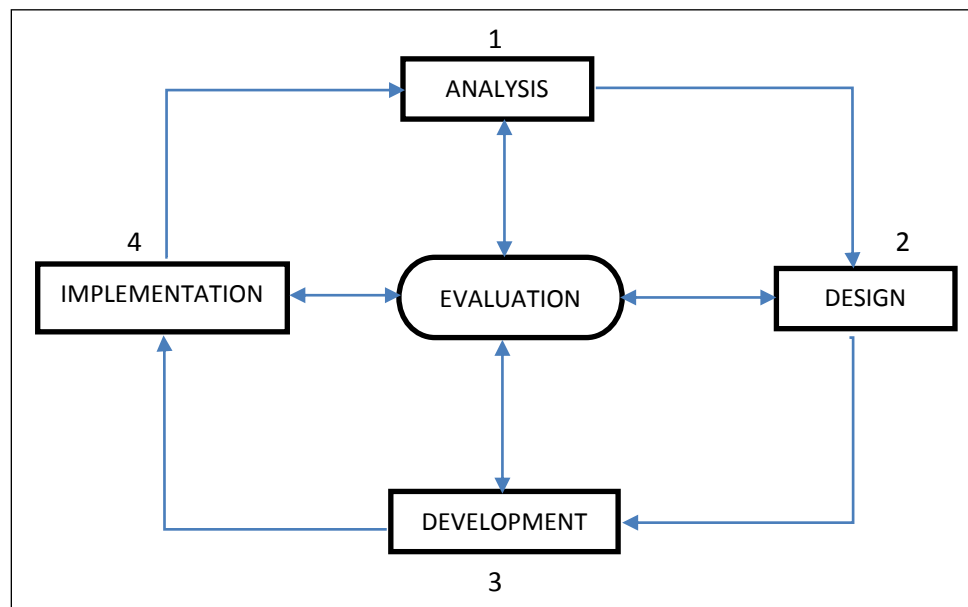 1
ANALYSIS
4
2
IMPLEMENTATION
EVALUATION
DESIGN
DEVELOPMENT
3